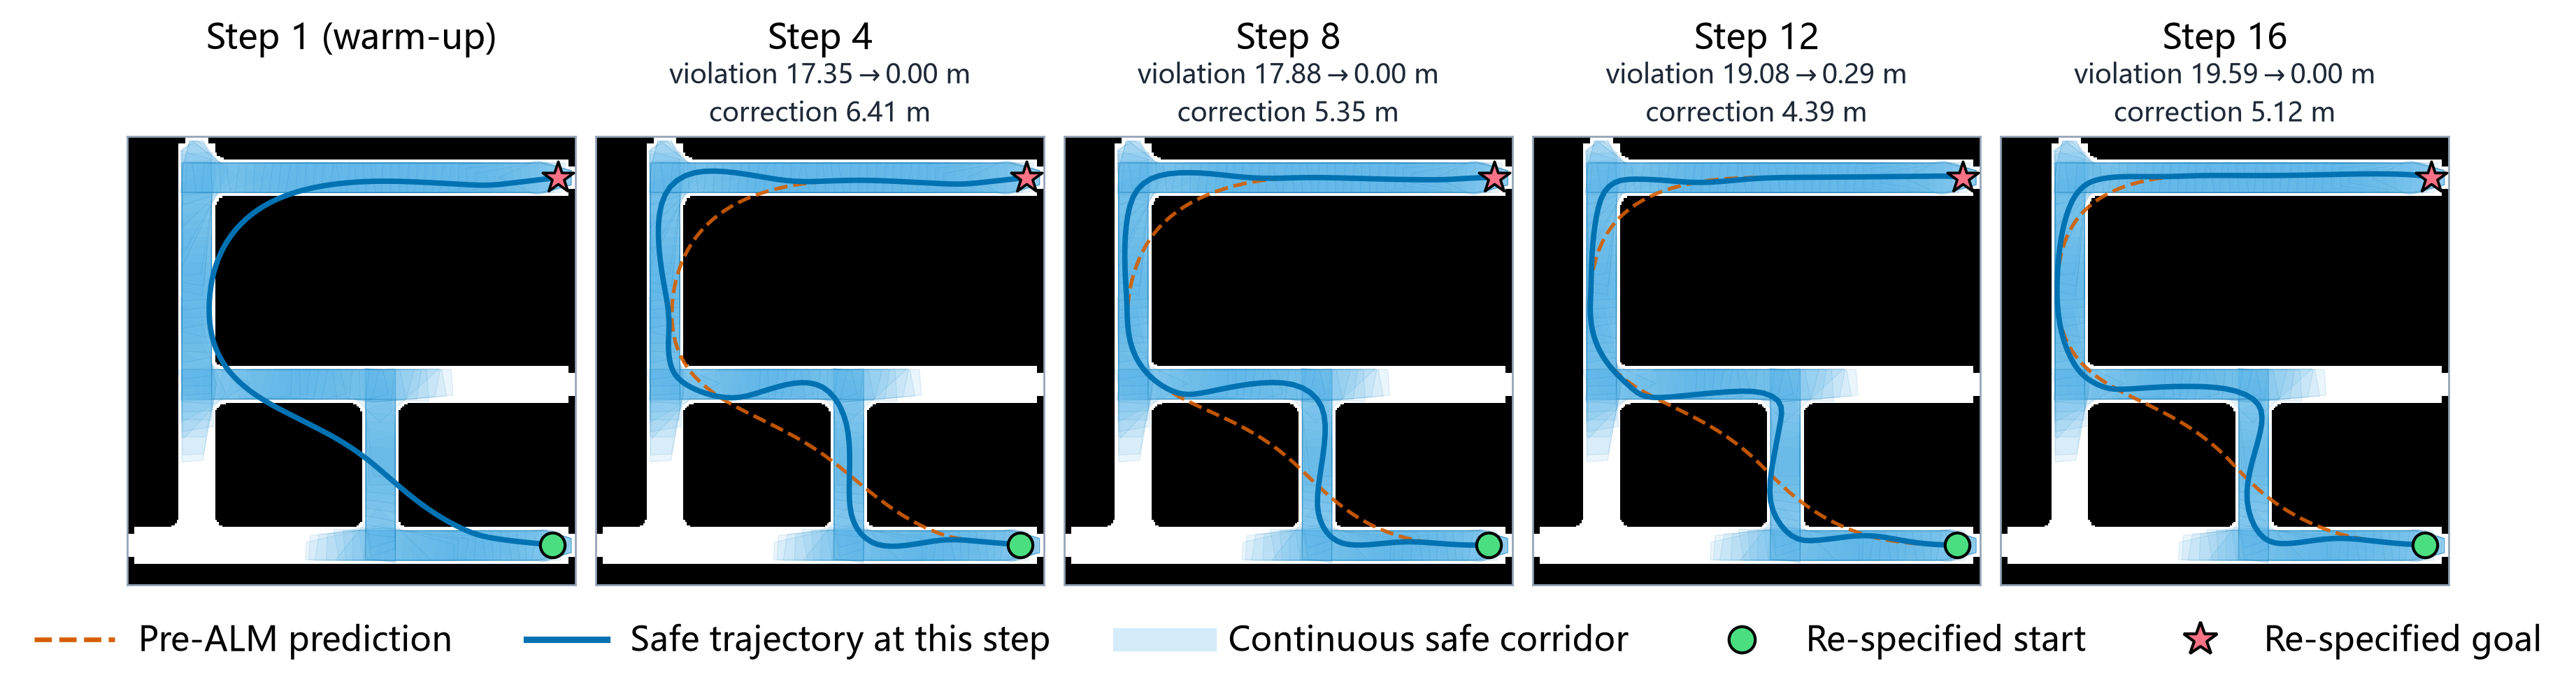 Step 1 (warm-up)
Step 4
violation 17.35→0.00 m
correction 6.41 m
Step 8
violation 17.88→0.00 m
correction 5.35 m
Step 12
violation 19.08→0.29 m
correction 4.39 m
Step 16
violation 19.59→0.00 m
correction 5.12 m
Pre-ALM prediction
Safe trajectory at this step
Continuous safe corridor
Re-specified start
Re-specified goal